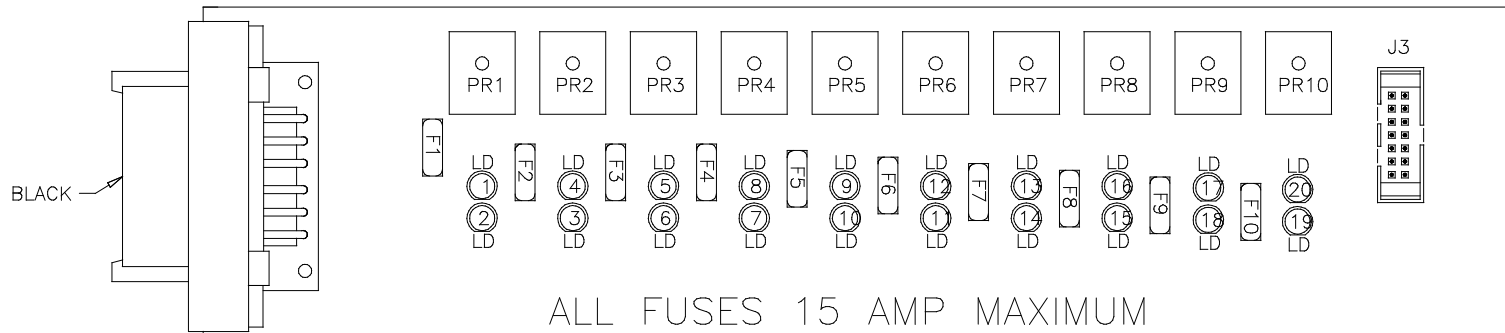 J3
PR1 PR2 PR3 PR4 PR5 PR6 PR7 PR8 PR9 PR10
F1 F2 F3 F4 F5 F6 F7 F8 F9 F10
LD LD LD LD LD LD LD LD LD LD
1 4 5 8 9 12 13 16 17 20
BLACK
2 3 6 7 10 11 14 15 18 19
LD LD LD LD LD LD LD LD LD LD
ALL FUSES 15 AMP MAXIMUM